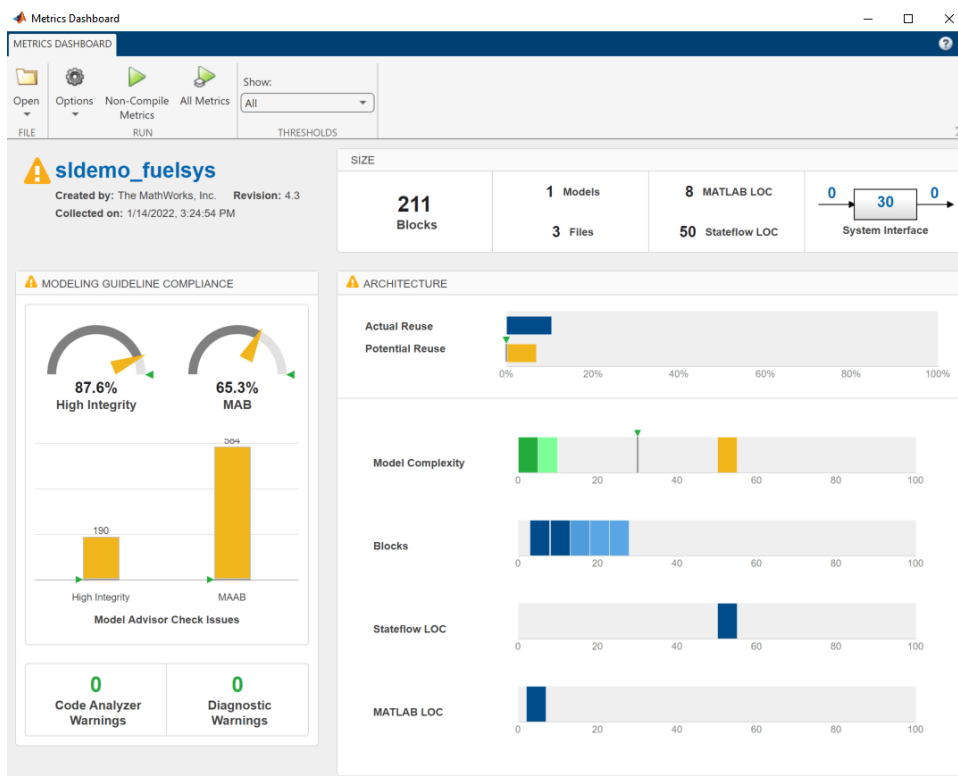 Metrics Dashboard
METRICS DASHBOARD
?
Open
Options
Non-Compile
Metrics
All Metrics
Show:
All
FILE
RUN
THRESHOLDS
sldemo_fuelsys
Created by: The MathWorks, Inc. Revision: 4.3
Collected on: 1/14/2022, 3:24:54 PM
SIZE
211
Blocks
1 Models
3 Files
8 MATLAB LOC
50 Stateflow LOC
0 30 0
System Interface
MODELING GUIDELINE COMPLIANCE
87.6%
High Integrity
65.3%
MAB
584
190
High Integrity MAAB
Model Advisor Check Issues
0
Code Analyzer
Warnings
0
Diagnostic
Warnings
ARCHITECTURE
Actual Reuse
Potential Reuse
0% 20% 40% 60% 80% 100%
Model Complexity
0 20 40 60 80 100
Blocks
0 20 40 60 80 100
Stateflow LOC
0 20 40 60 80 100
MATLAB LOC
0 20 40 60 80 100